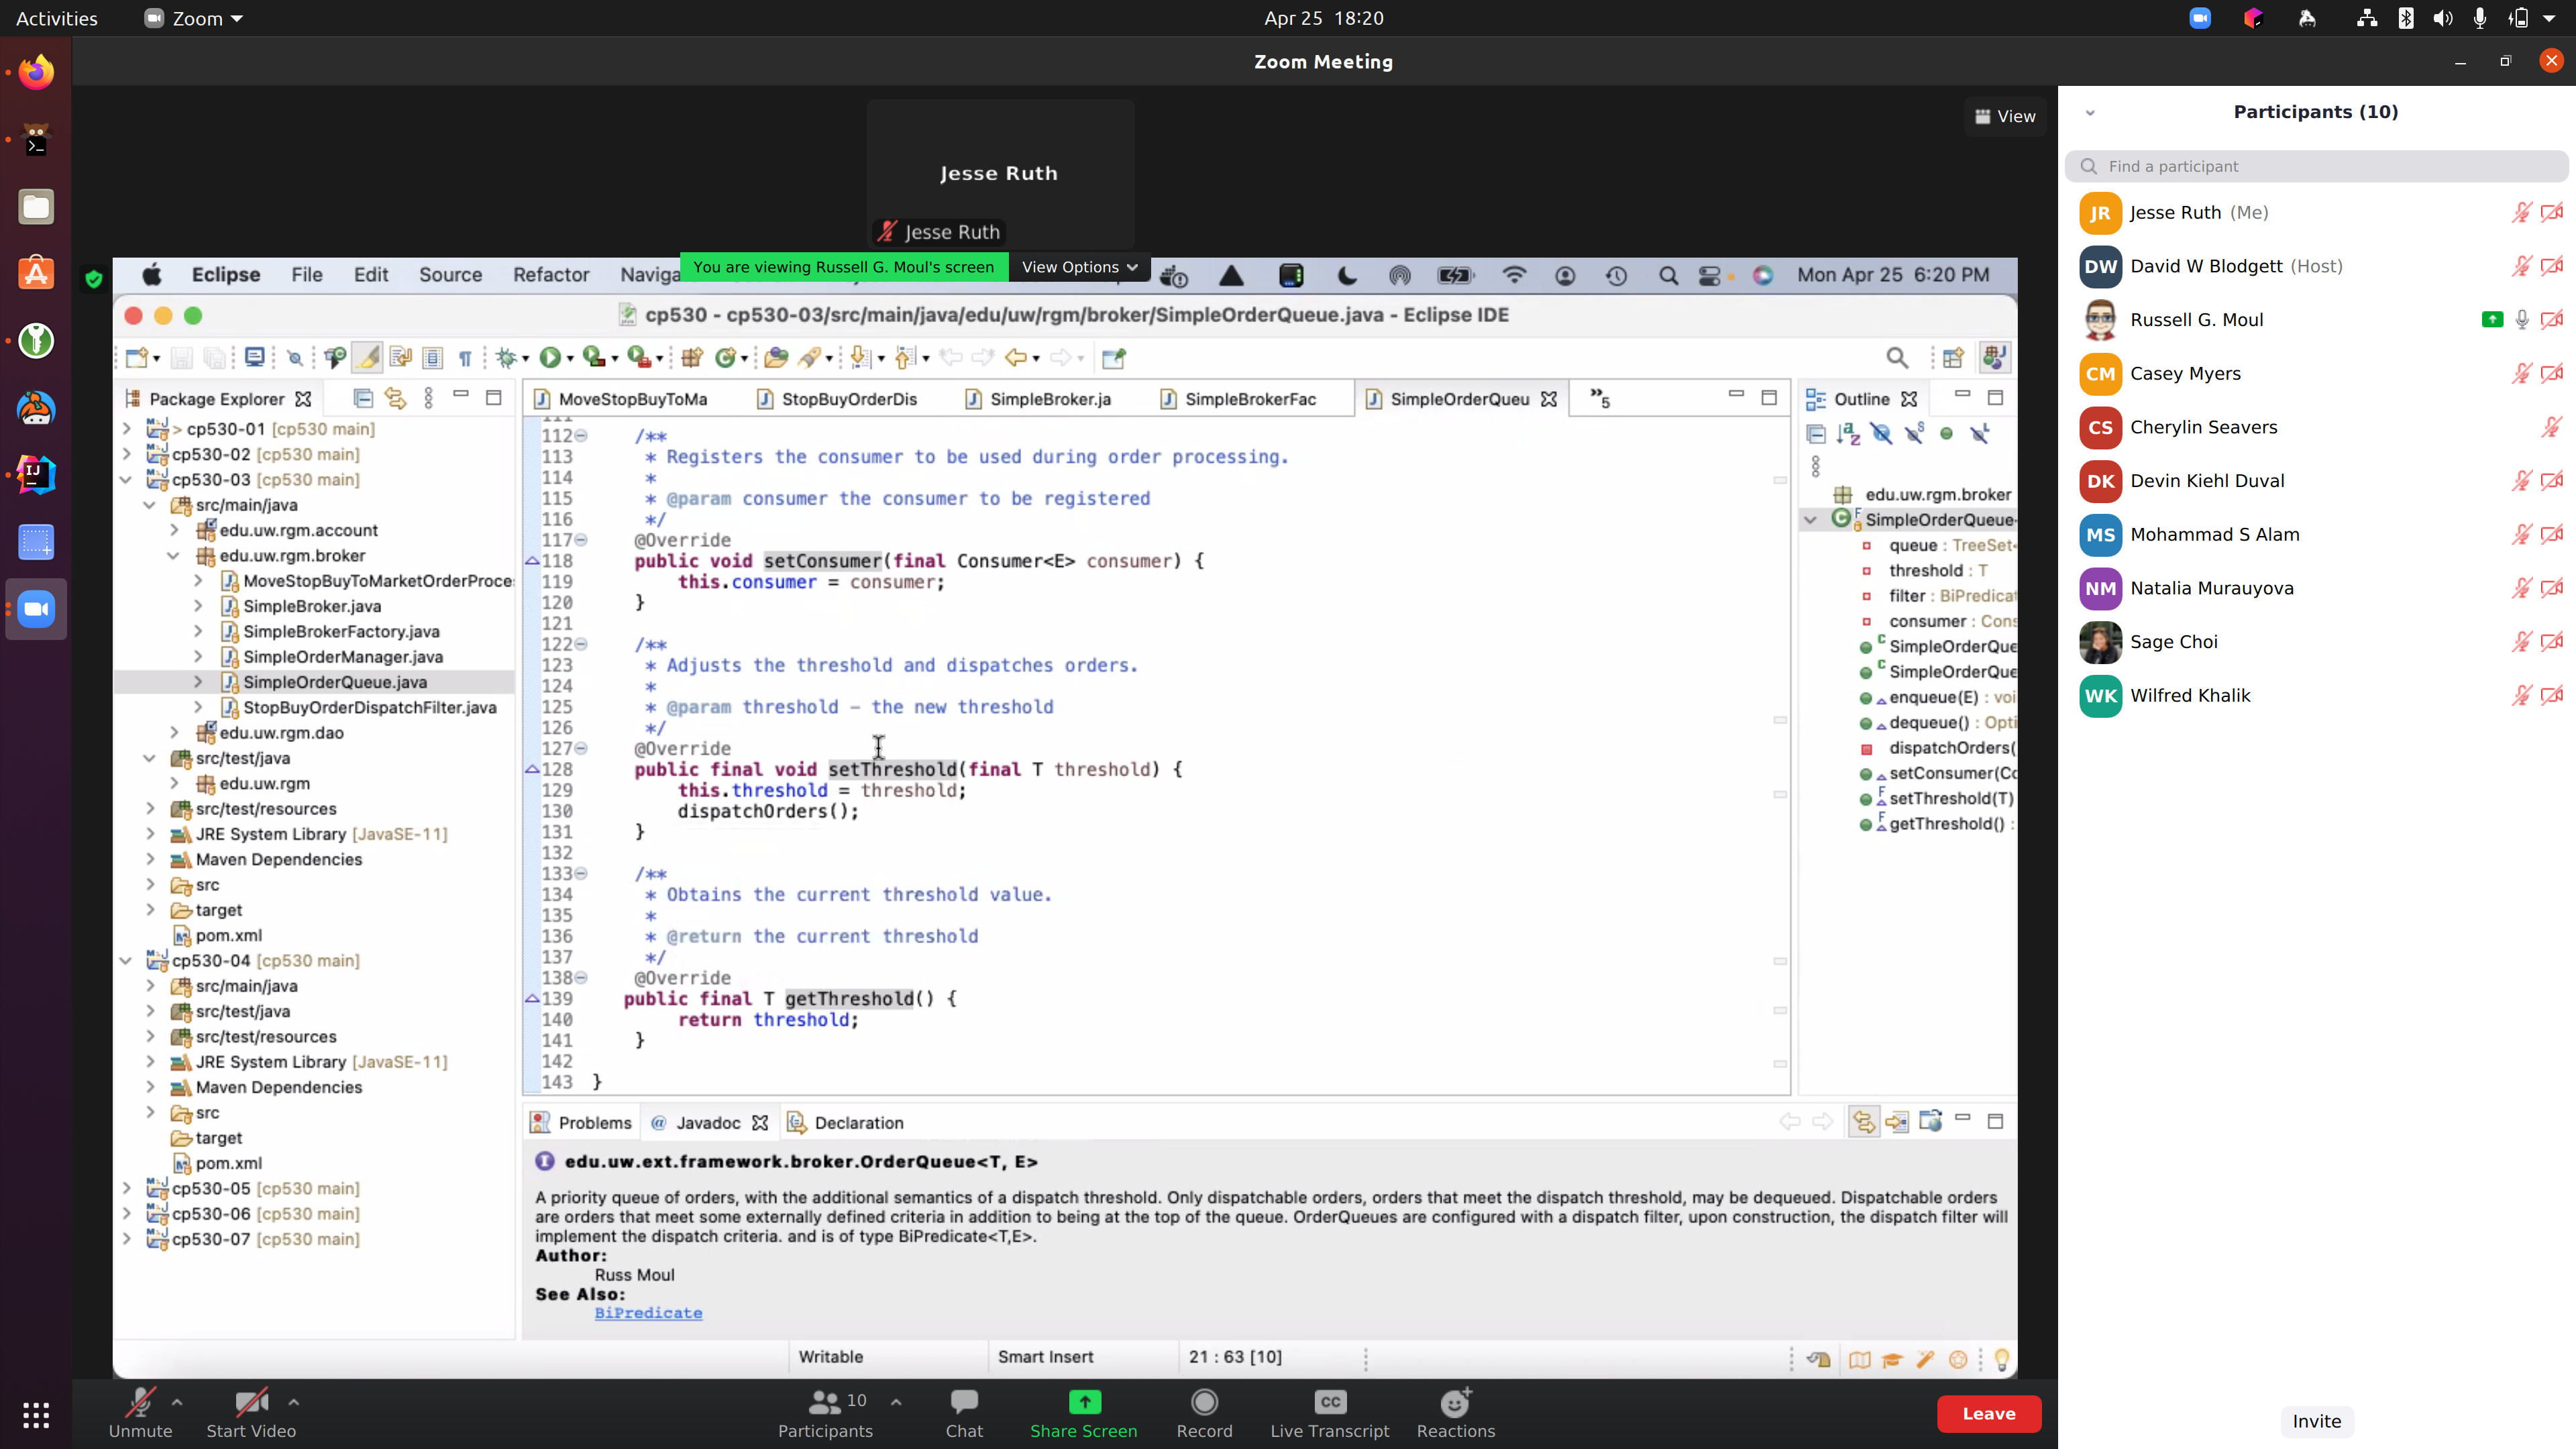 Activities
Zoom
Apr 25 18:20
Zoom Meeting
View
Jesse Ruth
Jesse Ruth
You are viewing Russell G. Moul's screen
View Options
Eclipse File Edit Source Refactor
Mon Apr 25 6:20 PM
cp530 - cp530-03/src/main/java/edu/uw/rgm/broker/SimpleOrderQueue.java - Eclipse IDE
Package Explorer
> cp530-01 [cp530 main]
cp530-02 [cp530 main]
cp530-03 [cp530 main]
src/main/java
edu.uw.rgm.account
edu.uw.rgm.broker
MoveStopBuyToMarketOrderProce
SimpleBroker.java
SimpleBrokerFactory.java
SimpleOrderManager.java
SimpleOrderQueue.java
StopBuyOrderDispatchFilter.java
edu.uw.rgm.dao
src/test/java
edu.uw.rgm
src/test/resources
JRE System Library [JavaSE-11]
Maven Dependencies
src
target
pom.xml
cp530-04 [cp530 main]
src/main/java
src/test/java
src/test/resources
JRE System Library [JavaSE-11]
Maven Dependencies
src
target
pom.xml
cp530-05 [cp530 main]
cp530-06 [cp530 main]
cp530-07 [cp530 main]
MoveStopBuyToMa
StopBuyOrderDis
SimpleBroker.ja
SimpleBrokerFac
SimpleOrderQueu
»5
112 /**
113 * Registers the consumer to be used during order processing.
114 *
115 * @param consumer the consumer to be registered
116 */
117 @Override
118 public void setConsumer(final Consumer<E> consumer) {
119 this.consumer = consumer;
120 }
121
122 /**
123 * Adjusts the threshold and dispatches orders.
124 *
125 * @param threshold – the new threshold
126 */
127 @Override
128 public final void setThreshold(final T threshold) {
129 this.threshold = threshold;
130 dispatchOrders();
131 }
132
133 /**
134 * Obtains the current threshold value.
135 *
136 * @return the current threshold
137 */
138 @Override
139 public final T getThreshold() {
140 return threshold;
141 }
142
143 }
Outline
edu.uw.rgm.broker
SimpleOrderQueue
queue : TreeSet<
threshold : T
filter : BiPredicat
consumer : Cons
SimpleOrderQue
SimpleOrderQue
enqueue(E) : voi
dequeue() : Opti
dispatchOrders(
setConsumer(Co
setThreshold(T)
getThreshold() :
Problems
@ Javadoc
Declaration
edu.uw.ext.framework.broker.OrderQueue<T, E>
A priority queue of orders, with the additional semantics of a dispatch threshold. Only dispatchable orders, orders that meet the dispatch threshold, may be dequeued. Dispatchable orders
are orders that meet some externally defined criteria in addition to being at the top of the queue. OrderQueues are configured with a dispatch filter, upon construction, the dispatch filter will
implement the dispatch criteria. and is of type BiPredicate<T,E>.
Author:
Russ Moul
See Also:
BiPredicate
Writable
Smart Insert
21 : 63 [10]
Participants (10)
Find a participant
JR Jesse Ruth (Me)
DW David W Blodgett (Host)
Russell G. Moul
CM Casey Myers
CS Cherylin Seavers
DK Devin Kiehl Duval
MS Mohammad S Alam
NM Natalia Murauyova
Sage Choi
WK Wilfred Khalik
Invite
Unmute
Start Video
10
Participants
Chat
Share Screen
Record
CC
Live Transcript
Reactions
Leave